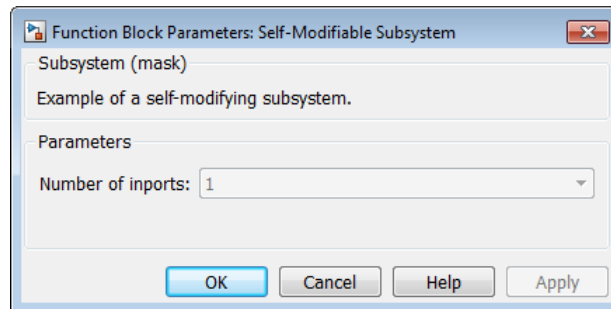 Function Block Parameters: Self-Modifiable Subsystem
Subsystem (mask)
Example of a self-modifying subsystem.
Parameters
Number of inports: 1
OK Cancel Help Apply